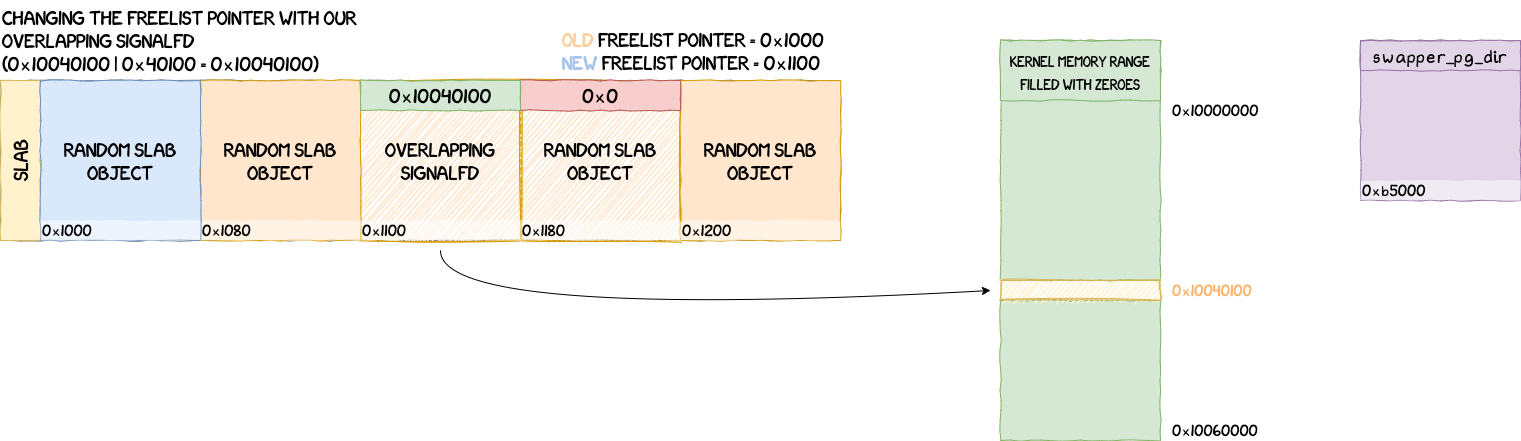 CHANGING THE FREELIST POINTER WITH OUR
OVERLAPPING SIGNALFD
(0x10040100 | 0x40100 = 0x10040100)
OLD FREELIST POINTER = 0x1000
NEW FREELIST POINTER = 0x1100
SLAB
RANDOM SLAB
OBJECT
0x1000
RANDOM SLAB
OBJECT
0x1080
0x10040100
OVERLAPPING
SIGNALFD
0x1100
0x0
RANDOM SLAB
OBJECT
0x1180
RANDOM SLAB
OBJECT
0x1200
KERNEL MEMORY RANGE
FILLED WITH ZEROES
0x10000000
0x10040100
0x10060000
swapper_pg_dir
0xb5000